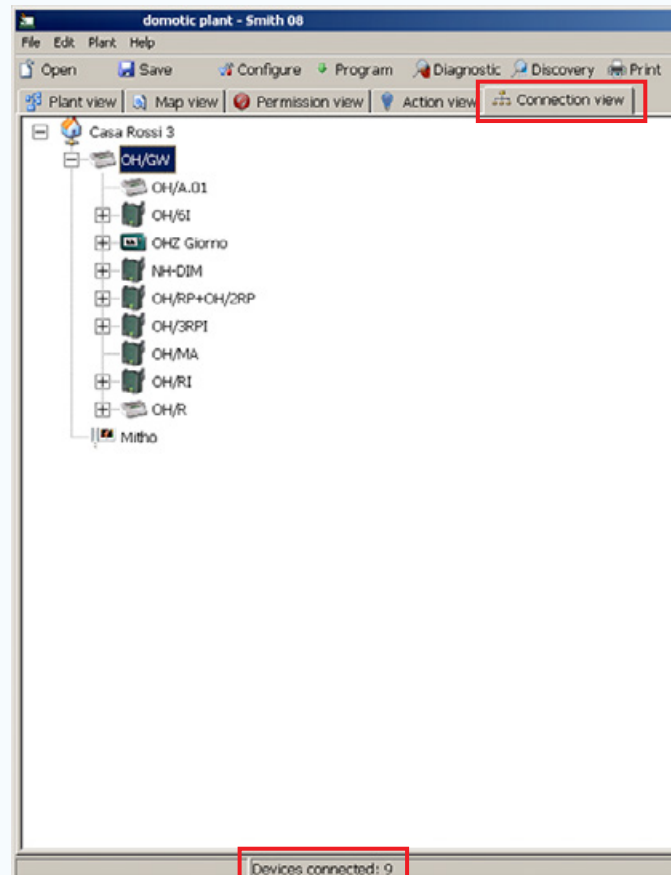 domotic plant - Smith 08
File Edit Plant Help
Open Save Configure Program Diagnostic Discovery Print
Plant view Map view Permission view Action view Connection view
Casa Rossi 3
OH/GW
OH/A.01
OH/6I
OHZ Giorno
NH-DIM
OH/RP+OH/2RP
OH/3RPI
OH/MA
OH/RI
OH/R
Mitho
Devices connected: 9